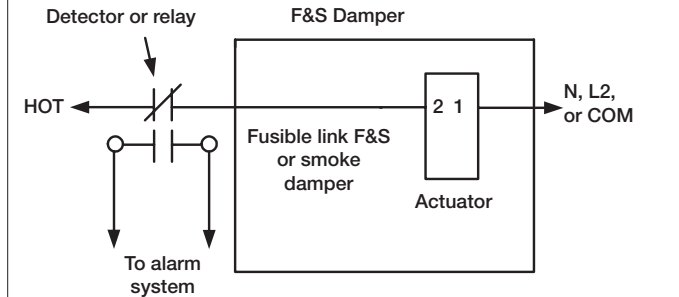 Detector or relay
F&S Damper
HOT
2 1
N, L2,
or COM
Fusible link F&S
or smoke
damper
Actuator
To alarm
system